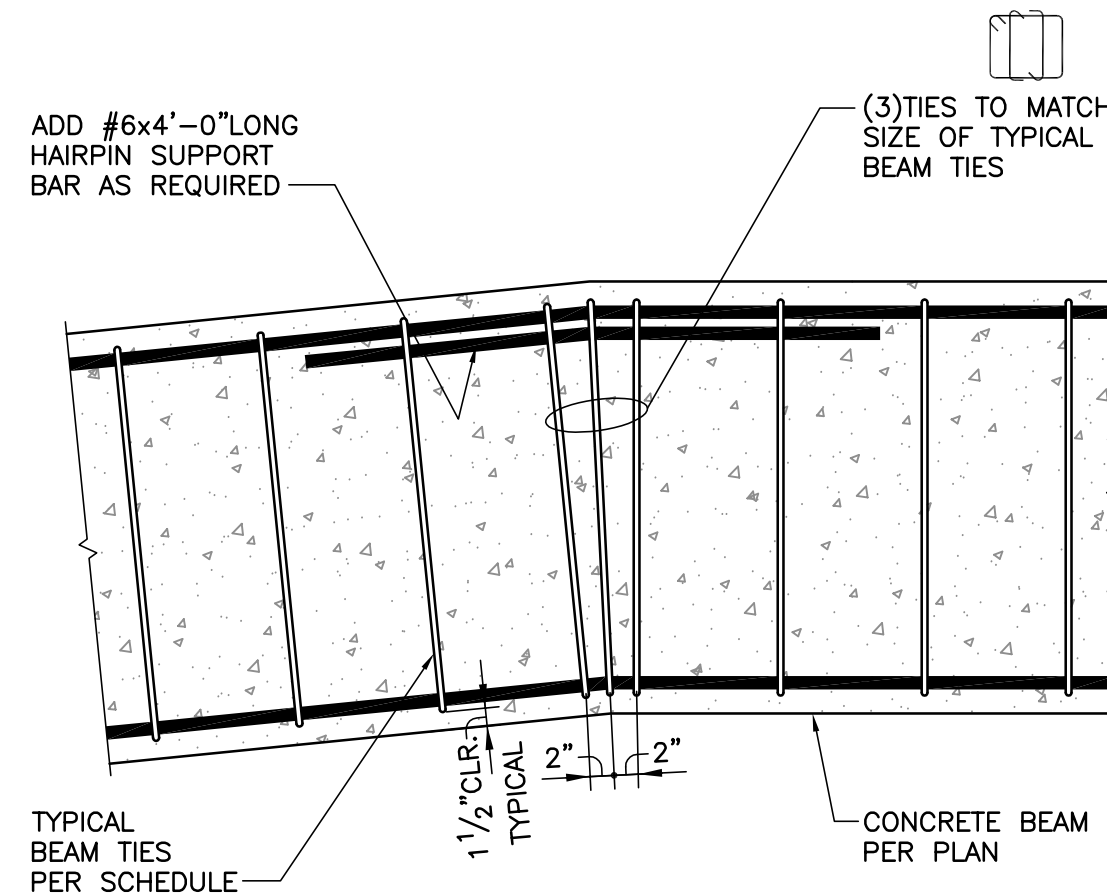 ADD #6x4'-0"LONG
HAIRPIN SUPPORT
BAR AS REQUIRED
(3)TIES TO MATCH
SIZE OF TYPICAL
BEAM TIES
1 1/2"CLR.
TYPICAL
2"
2"
TYPICAL
BEAM TIES
PER SCHEDULE
CONCRETE BEAM
PER PLAN